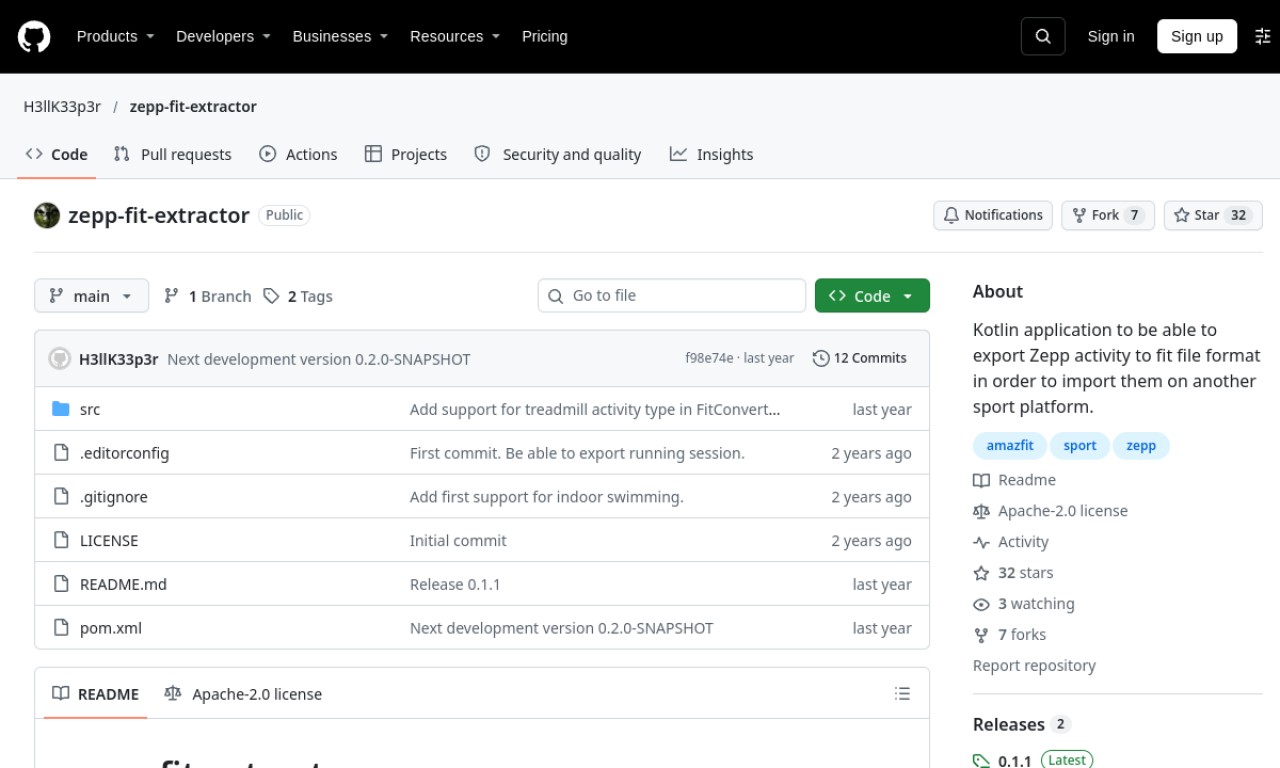 Products Developers Businesses Resources Pricing Sign in Sign up
H3llK33p3r / zepp-fit-extractor
Code Pull requests Actions Projects Security and quality Insights
zepp-fit-extractor Public Notifications Fork 7 Star 32
main 1 Branch 2 Tags Go to file Code
H3llK33p3r Next development version 0.2.0-SNAPSHOT f98e74e · last year 12 Commits
src Add support for treadmill activity type in FitConvert… last year
.editorconfig First commit. Be able to export running session. 2 years ago
.gitignore Add first support for indoor swimming. 2 years ago
LICENSE Initial commit 2 years ago
README.md Release 0.1.1 last year
pom.xml Next development version 0.2.0-SNAPSHOT last year
README Apache-2.0 license
About
Kotlin application to be able to
export Zepp activity to fit file format
in order to import them on another
sport platform.
amazfit sport zepp
Readme
Apache-2.0 license
Activity
32 stars
3 watching
7 forks
Report repository
Releases 2
0.1.1 Latest